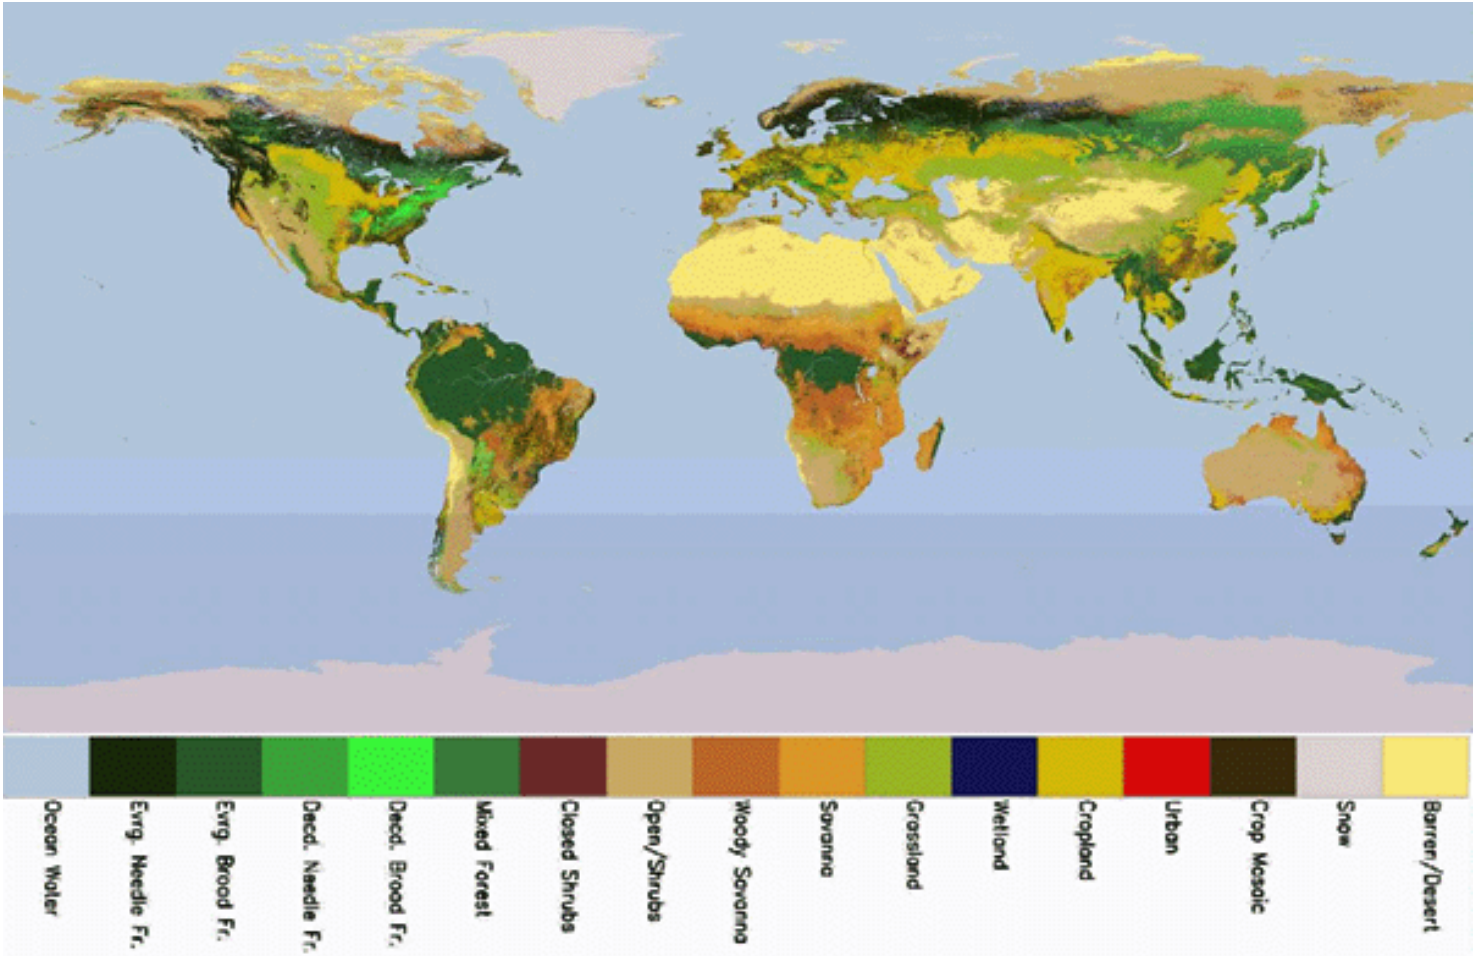 Ocean Water
Evrg. Needle Fr.
Evrg. Broad Fr.
Decd. Needle Fr.
Decd. Broad Fr.
Mixed Forest
Closed Shrubs
Open/Shrubs
Woody Savanna
Savanna
Grassland
Wetland
Cropland
Urban
Crop Mosaic
Snow
Barren/Desert